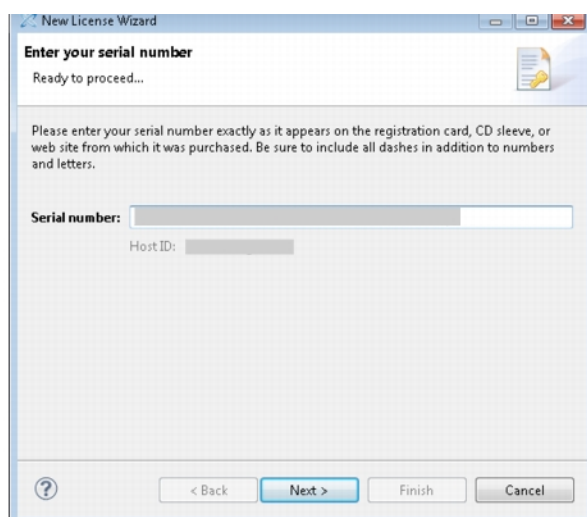 New License Wizard
Enter your serial number
Ready to proceed...
Please enter your serial number exactly as it appears on the registration card, CD sleeve, or
web site from which it was purchased. Be sure to include all dashes in addition to numbers
and letters.
Serial number:
Host ID:
?
< Back
Next >
Finish
Cancel